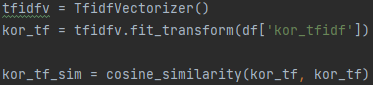 tfidfv = TfidfVectorizer()
kor_tf = tfidfv.fit_transform(df['kor_tfidf'])
kor_tf_sim = cosine_similarity(kor_tf, kor_tf)